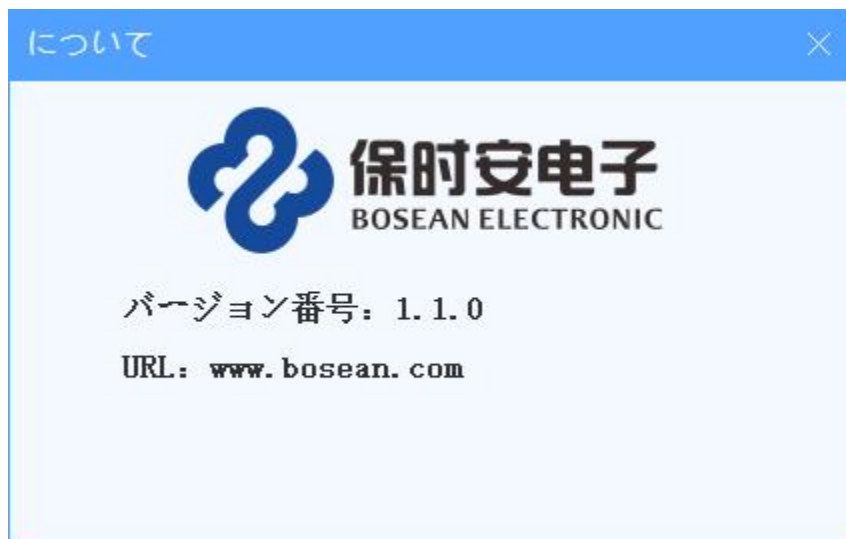 について
保时安电子
BOSEAN ELECTRONIC
バージョン番号：1.1.0
URL：www.bosean.com